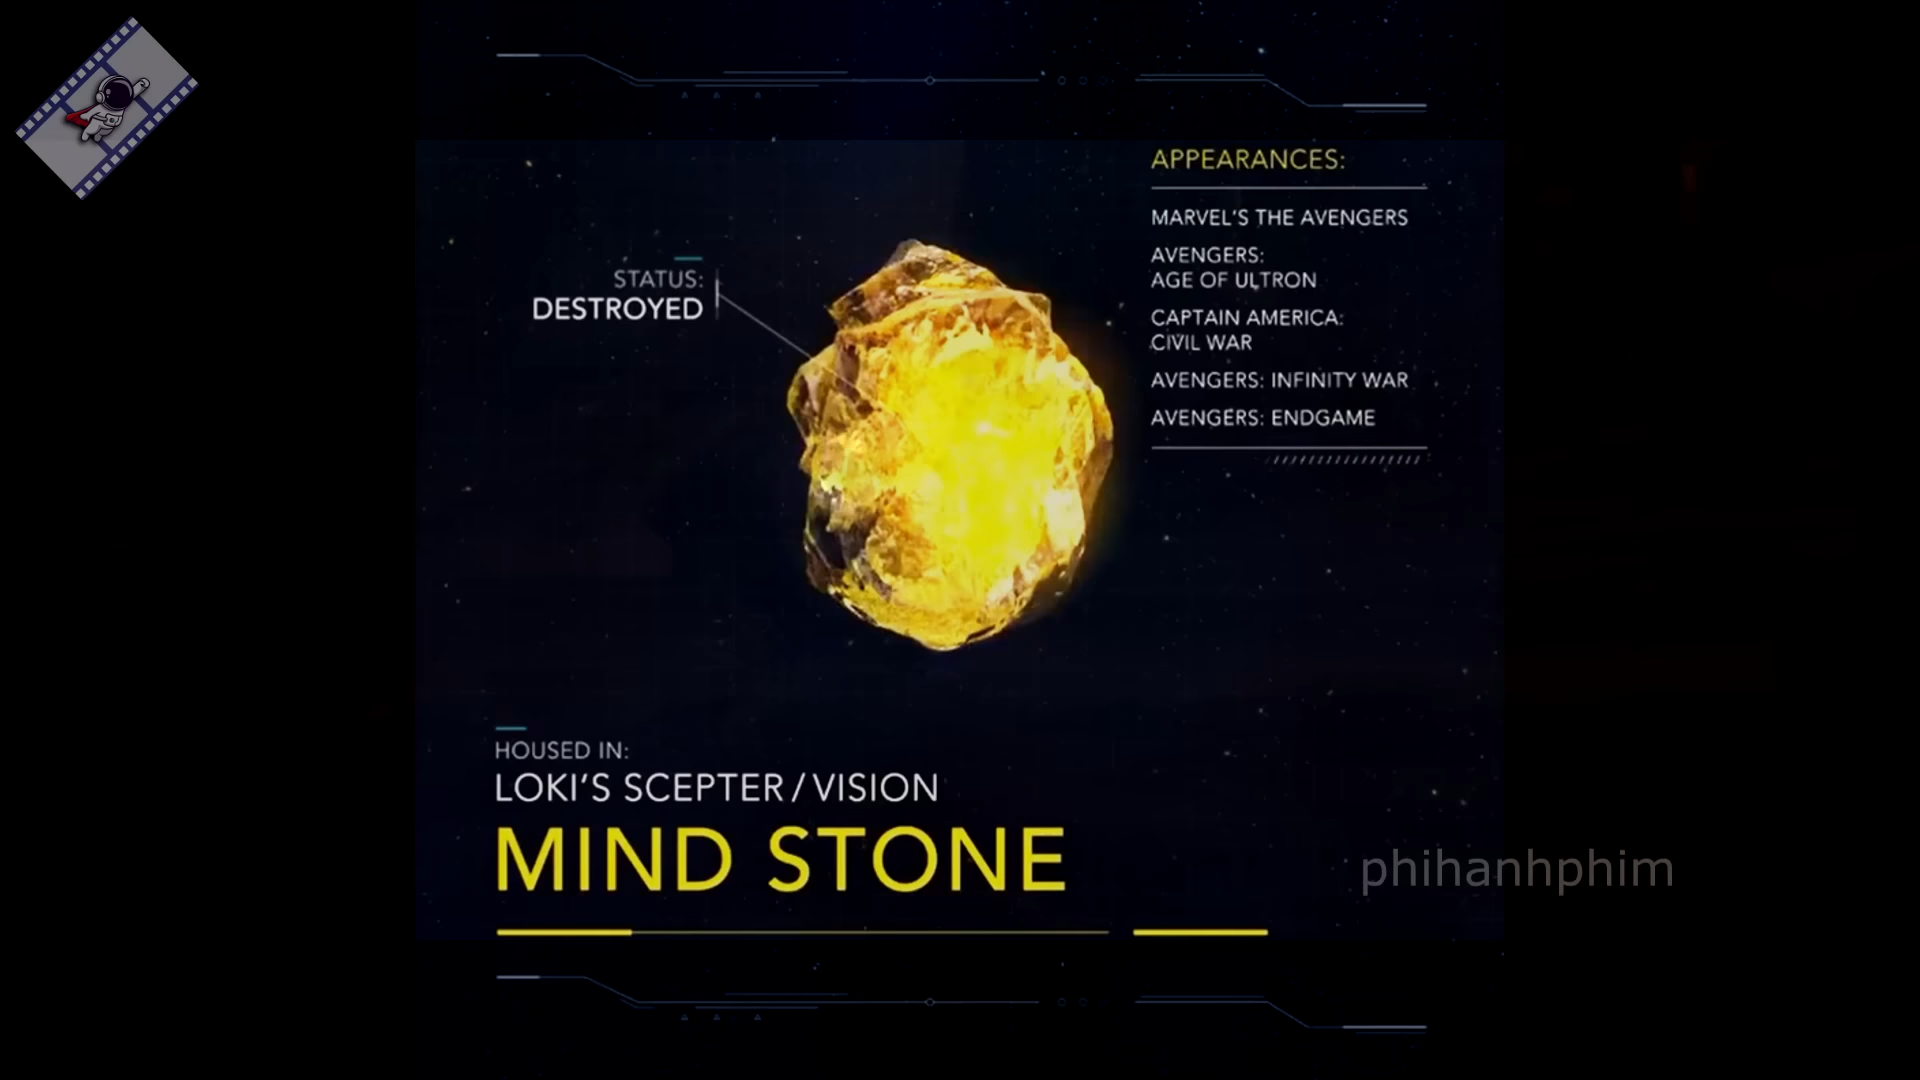 APPEARANCES:
MARVEL'S THE AVENGERS
AVENGERS:
AGE OF ULTRON
CAPTAIN AMERICA:
CIVIL WAR
AVENGERS: INFINITY WAR
AVENGERS: ENDGAME
STATUS:
DESTROYED
HOUSED IN:
LOKI'S SCEPTER / VISION
MIND STONE
phihanhphim